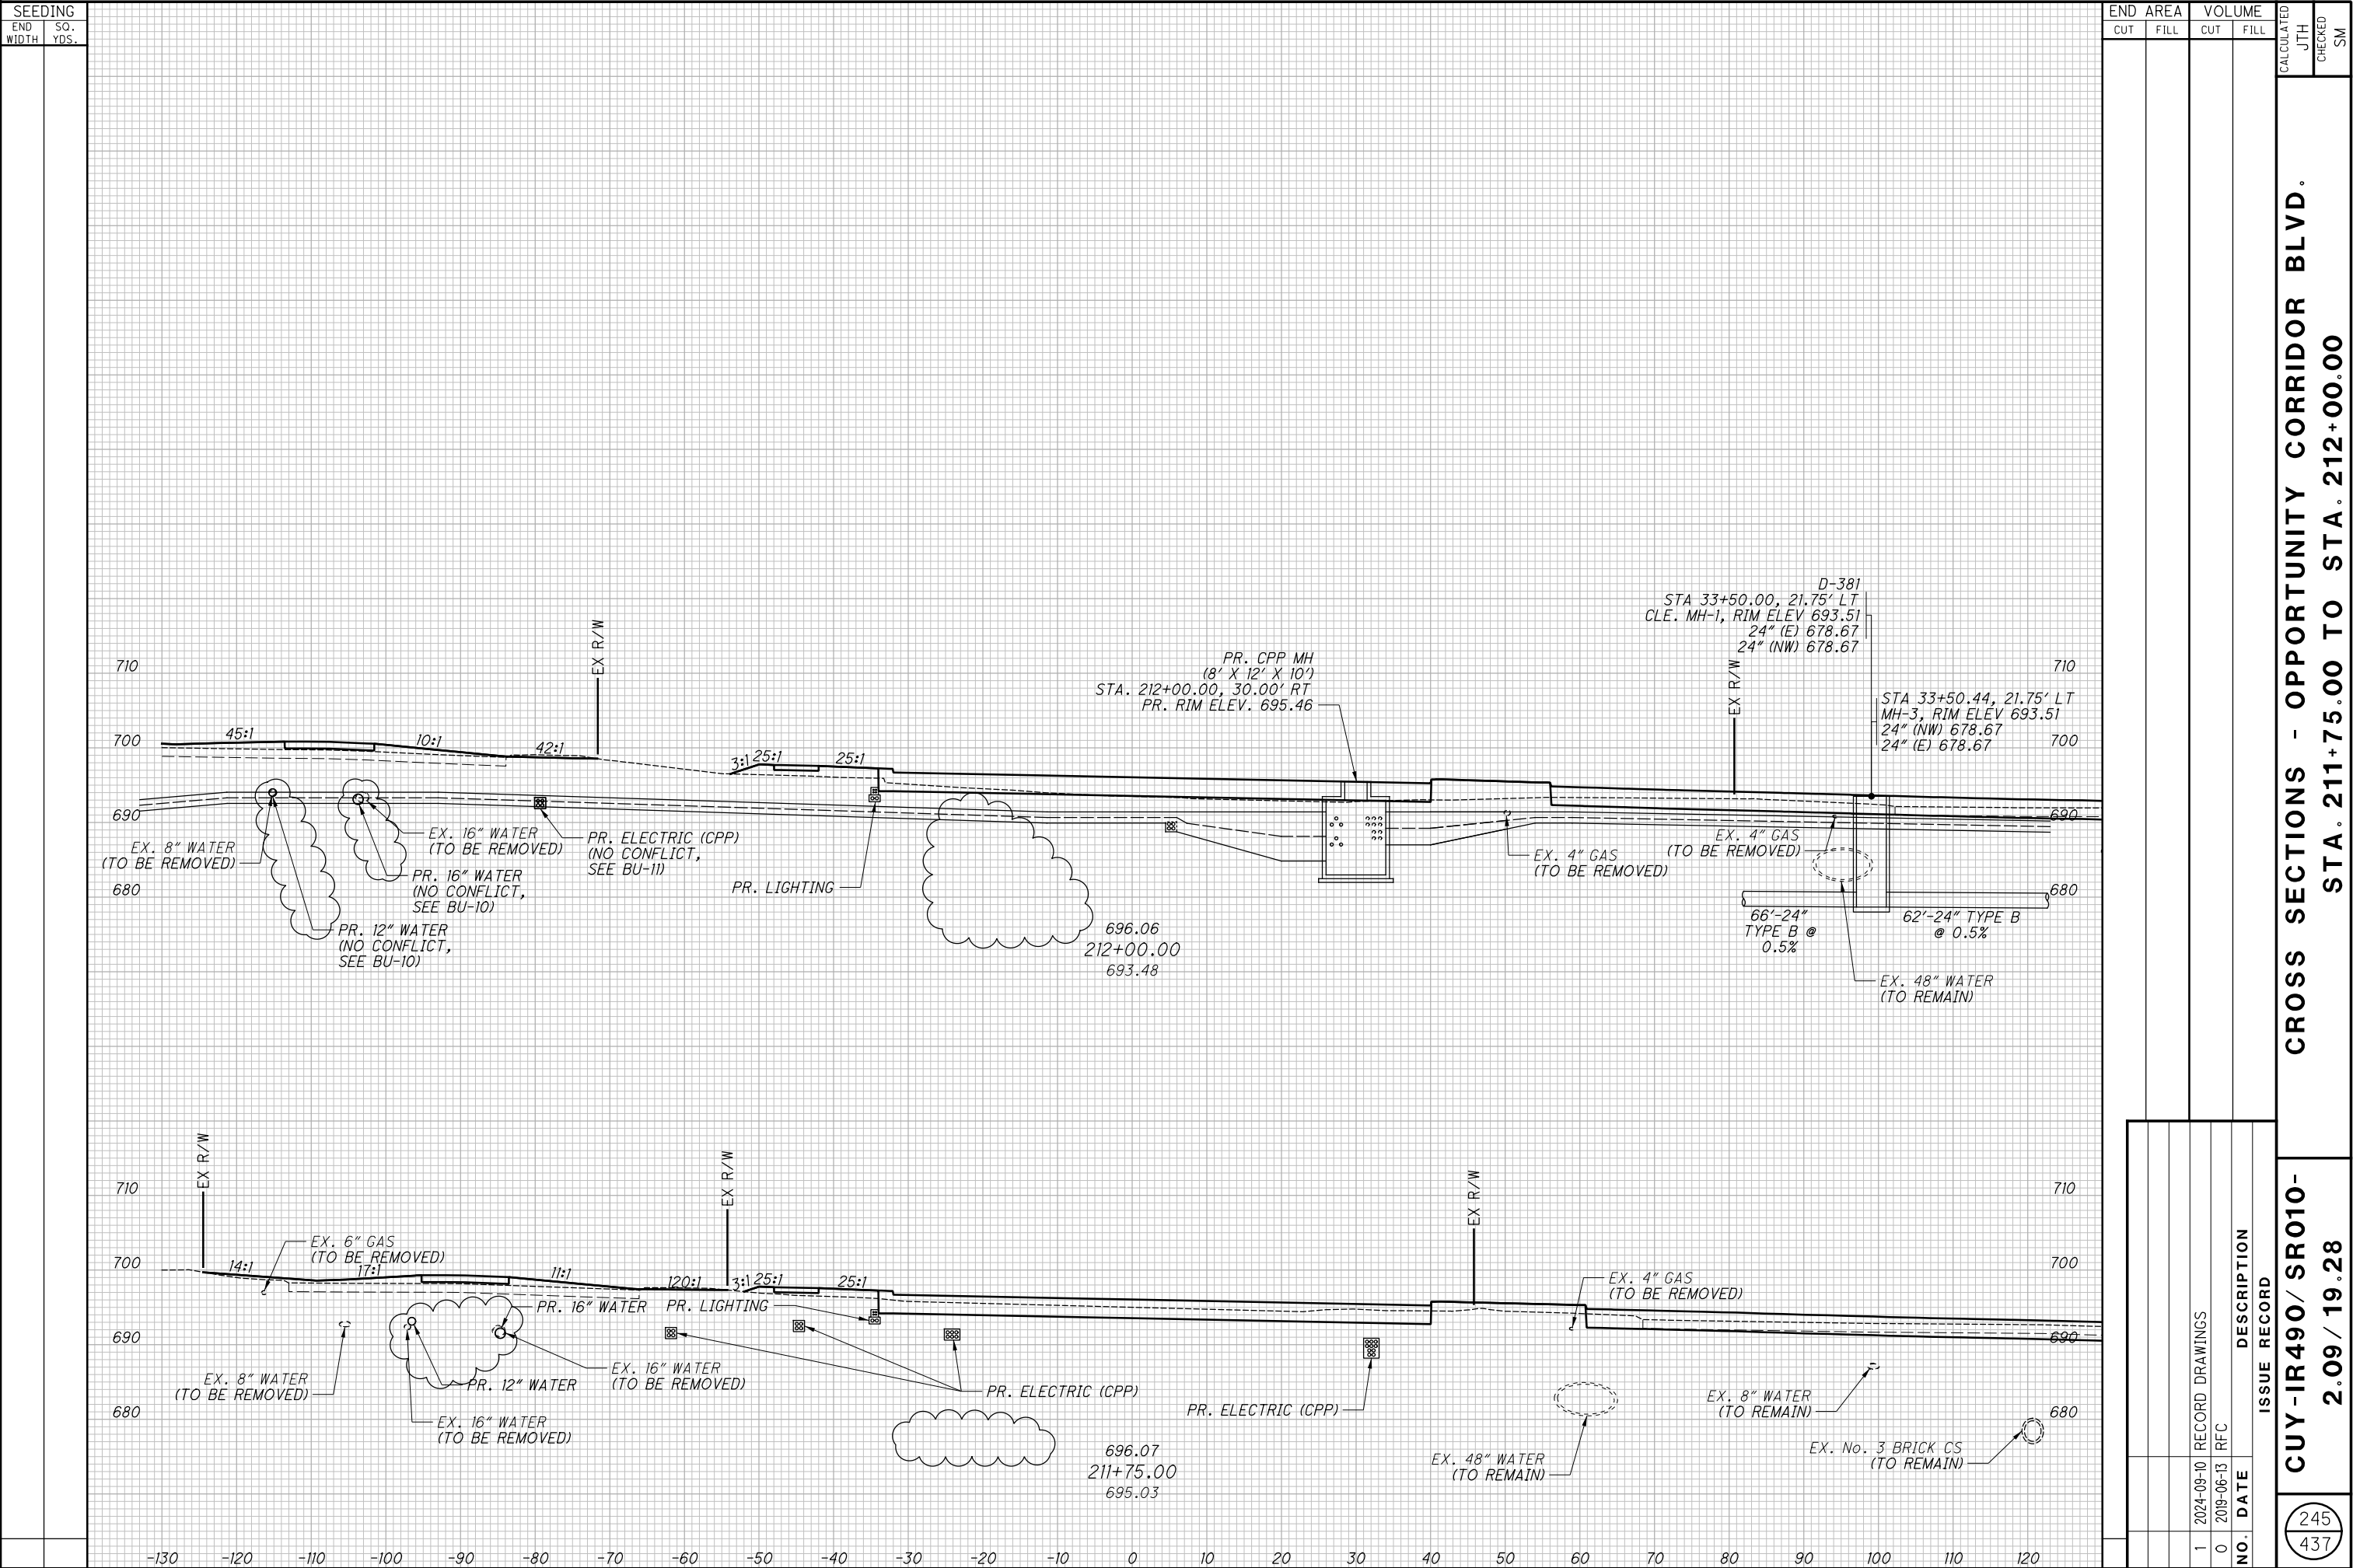 SEEDING
END WIDTH
SQ. YDS.
END AREA
VOLUME
CUT
FILL
CUT
FILL
CALCULATED
JTH
CHECKED
SM
CROSS SECTIONS - OPPORTUNITY CORRIDOR BLVD.
STA. 211+75.00 TO STA. 212+00.00
D-381
STA 33+50.00, 21.75' LT
CLE. MH-1, RIM ELEV 693.51
24" (E) 678.67
24" (NW) 678.67
EX R/W
PR. CPP MH
(8' X 12' X 10')
STA. 212+00.00, 30.00' RT
PR. RIM ELEV. 695.46
EX R/W
710
710
STA 33+50.44, 21.75' LT
MH-3, RIM ELEV 693.51
24" (NW) 678.67
24" (E) 678.67
700
700
45:1
10:1
42:1
3:1
25:1
25:1
690
690
EX. 8" WATER
(TO BE REMOVED)
EX. 16" WATER
(TO BE REMOVED)
PR. ELECTRIC (CPP)
(NO CONFLICT,
SEE BU-11)
EX. 4" GAS
(TO BE REMOVED)
EX. 4" GAS
(TO BE REMOVED)
PR. 16" WATER
(NO CONFLICT,
SEE BU-10)
PR. LIGHTING
680
680
PR. 12" WATER
(NO CONFLICT,
SEE BU-10)
66'-24"
TYPE B @
0.5%
62'-24" TYPE B
@ 0.5%
696.06
212+00.00
693.48
EX. 48" WATER
(TO REMAIN)
EX R/W
EX R/W
EX R/W
710
710
EX. 6" GAS
(TO BE REMOVED)
700
700
14:1
17:1
11:1
120:1
3:1
25:1
25:1
EX. 4" GAS
(TO BE REMOVED)
PR. 16" WATER
PR. LIGHTING
690
690
EX. 8" WATER
(TO BE REMOVED)
PR. 12" WATER
EX. 16" WATER
(TO BE REMOVED)
PR. ELECTRIC (CPP)
PR. ELECTRIC (CPP)
EX. 8" WATER
(TO REMAIN)
680
680
EX. 16" WATER
(TO BE REMOVED)
696.07
211+75.00
695.03
EX. 48" WATER
(TO REMAIN)
EX. No. 3 BRICK CS
(TO REMAIN)
-130 -120 -110 -100 -90 -80 -70 -60 -50 -40 -30 -20 -10 0 10 20 30 40 50 60 70 80 90 100 110 120
1 2024-09-10 RECORD DRAWINGS
0 2019-06-13 RFC
NO. DATE DESCRIPTION
ISSUE RECORD
CUY-IR490/SR010-
2.09/19.28
245
437